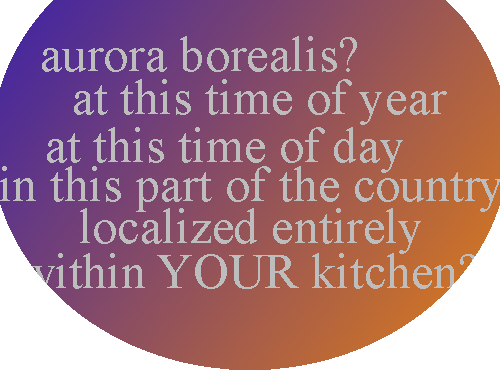 aurora borealis?
at this time of year
at this time of day
in this part of the country
localized entirely
within YOUR kitchen?